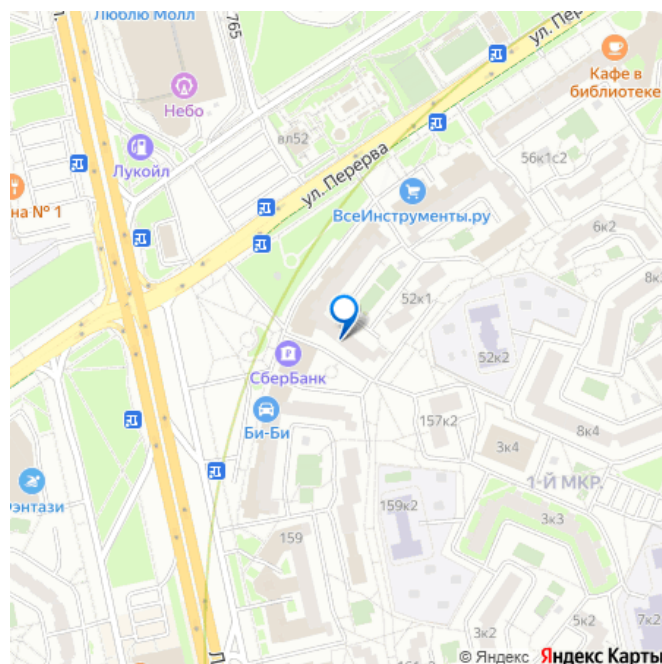 Люблю Молл
765
Небо
ул. Перерва
Кафе в
библиотеке
вл52
Лукойл
ул. Перерва
56к1с2
на № 1
ВсеИнструменты.ру
6к2
8к
52к1
52к2
СберБанк
Би-Би
157к2
8к4
3к4
1-Й МКР.
энтази
159к2
3к3
159
3к2
5к2
7к2
© Яндекс Яндекс Карты